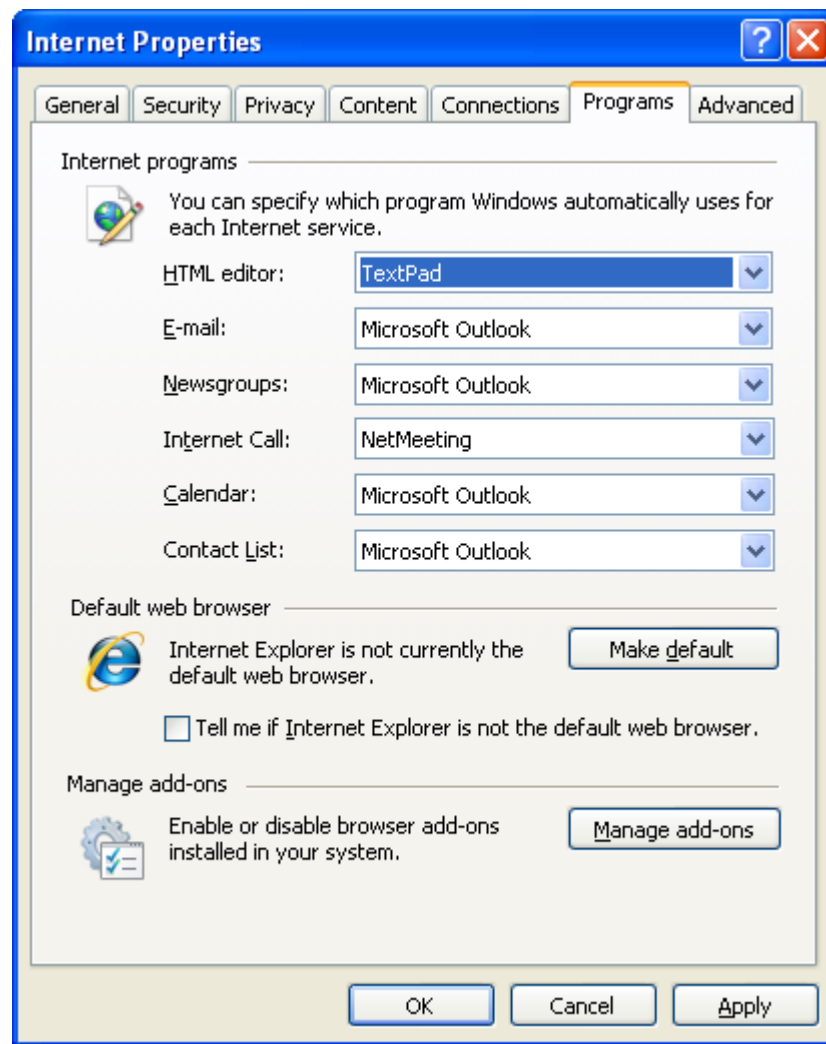 Internet Properties
General Security Privacy Content Connections Programs Advanced
Internet programs
You can specify which program Windows automatically uses for
each Internet service.
HTML editor: TextPad
E-mail: Microsoft Outlook
Newsgroups: Microsoft Outlook
Internet Call: NetMeeting
Calendar: Microsoft Outlook
Contact List: Microsoft Outlook
Default web browser
Internet Explorer is not currently the
default web browser.
Make default
Tell me if Internet Explorer is not the default web browser.
Manage add-ons
Enable or disable browser add-ons
installed in your system.
Manage add-ons
OK Cancel Apply